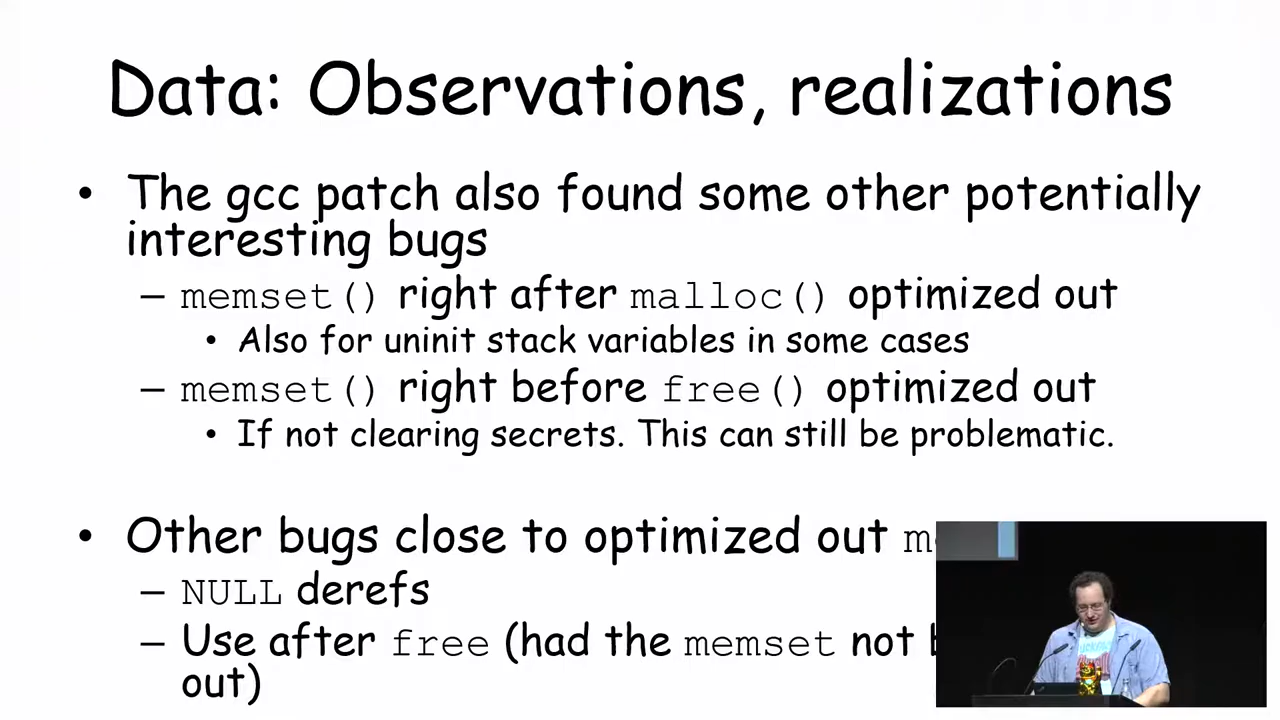 Data: Observations, realizations
• The gcc patch also found some other potentially
interesting bugs
– memset() right after malloc() optimized out
• Also for uninit stack variables in some cases
– memset() right before free() optimized out
• If not clearing secrets. This can still be problematic.
• Other bugs close to optimized out
– NULL derefs
– Use after free (had the memset not
out)